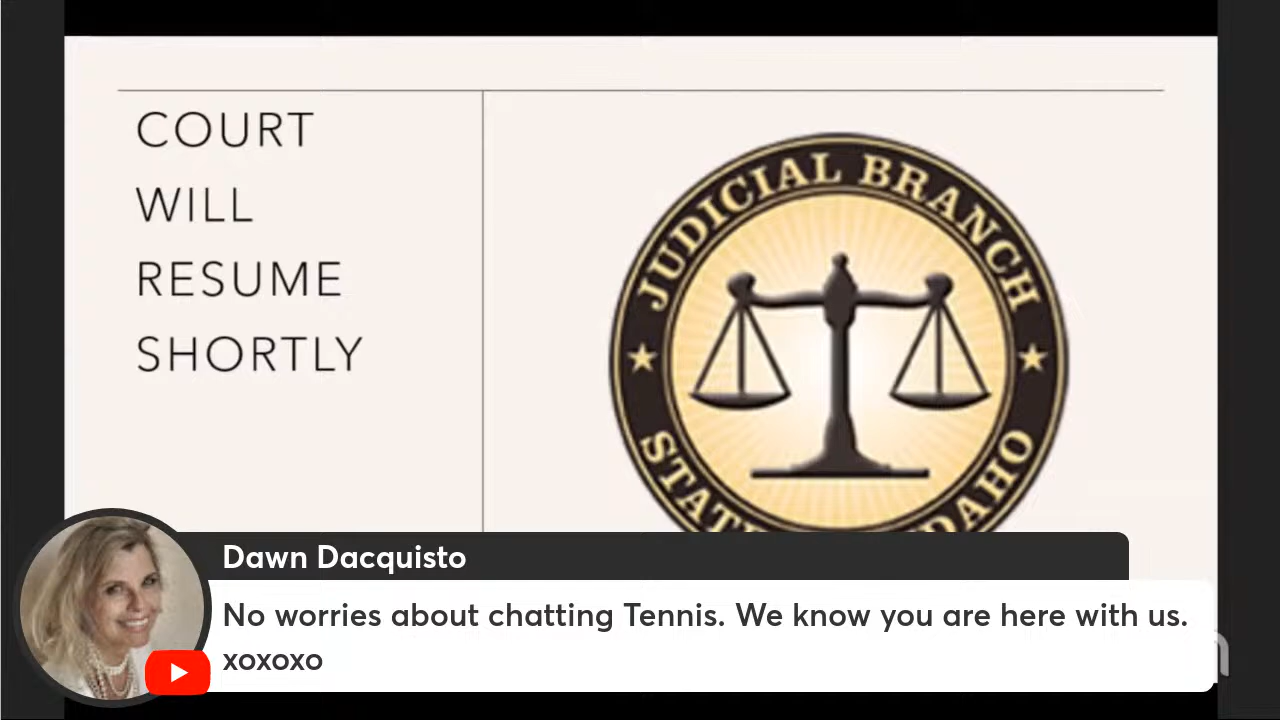 COURT
WILL
RESUME
SHORTLY
JUDICIAL BRANCH
Dawn Dacquisto
No worries about chatting Tennis. We know you are here with us.
xoxoxo